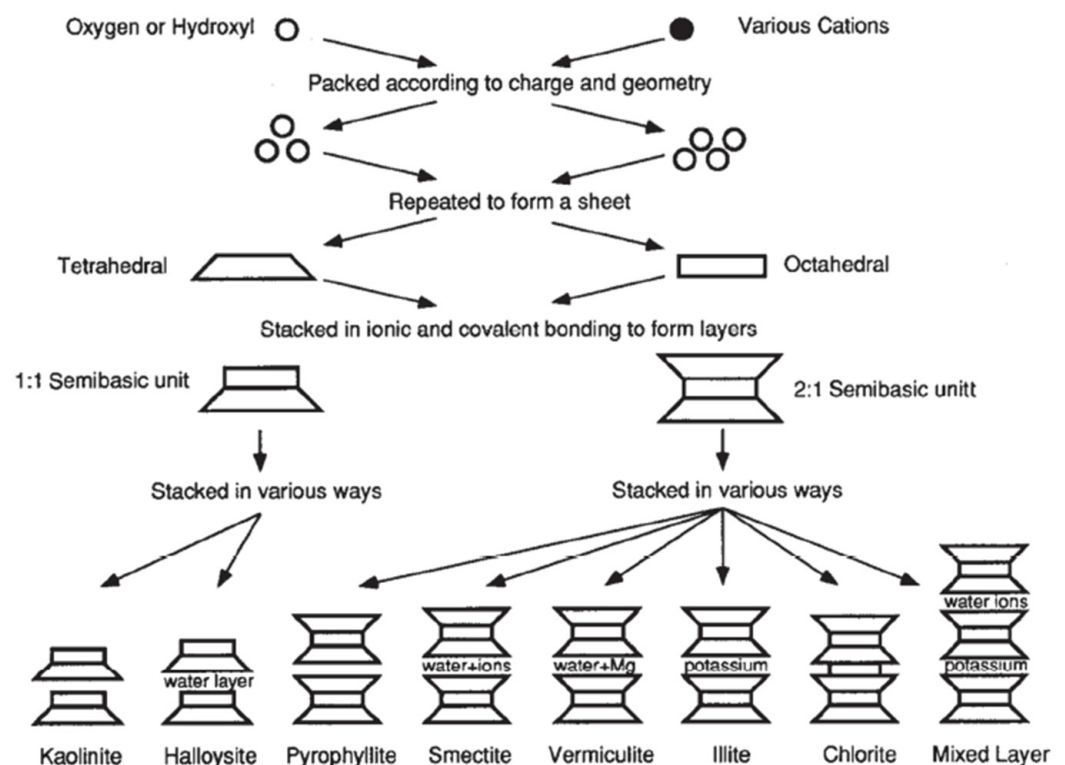 Oxygen or Hydroxyl
Various Cations
Packed according to charge and geometry
Repeated to form a sheet
Tetrahedral
Octahedral
Stacked in ionic and covalent bonding to form layers
1:1 Semibasic unit
2:1 Semibasic unitt
Stacked in various ways
Stacked in various ways
water ions
water+ions
water+Mg
potassium
potassium
water layer
Kaolinite
Halloysite
Pyrophyllite
Smectite
Vermiculite
Illite
Chlorite
Mixed Layer